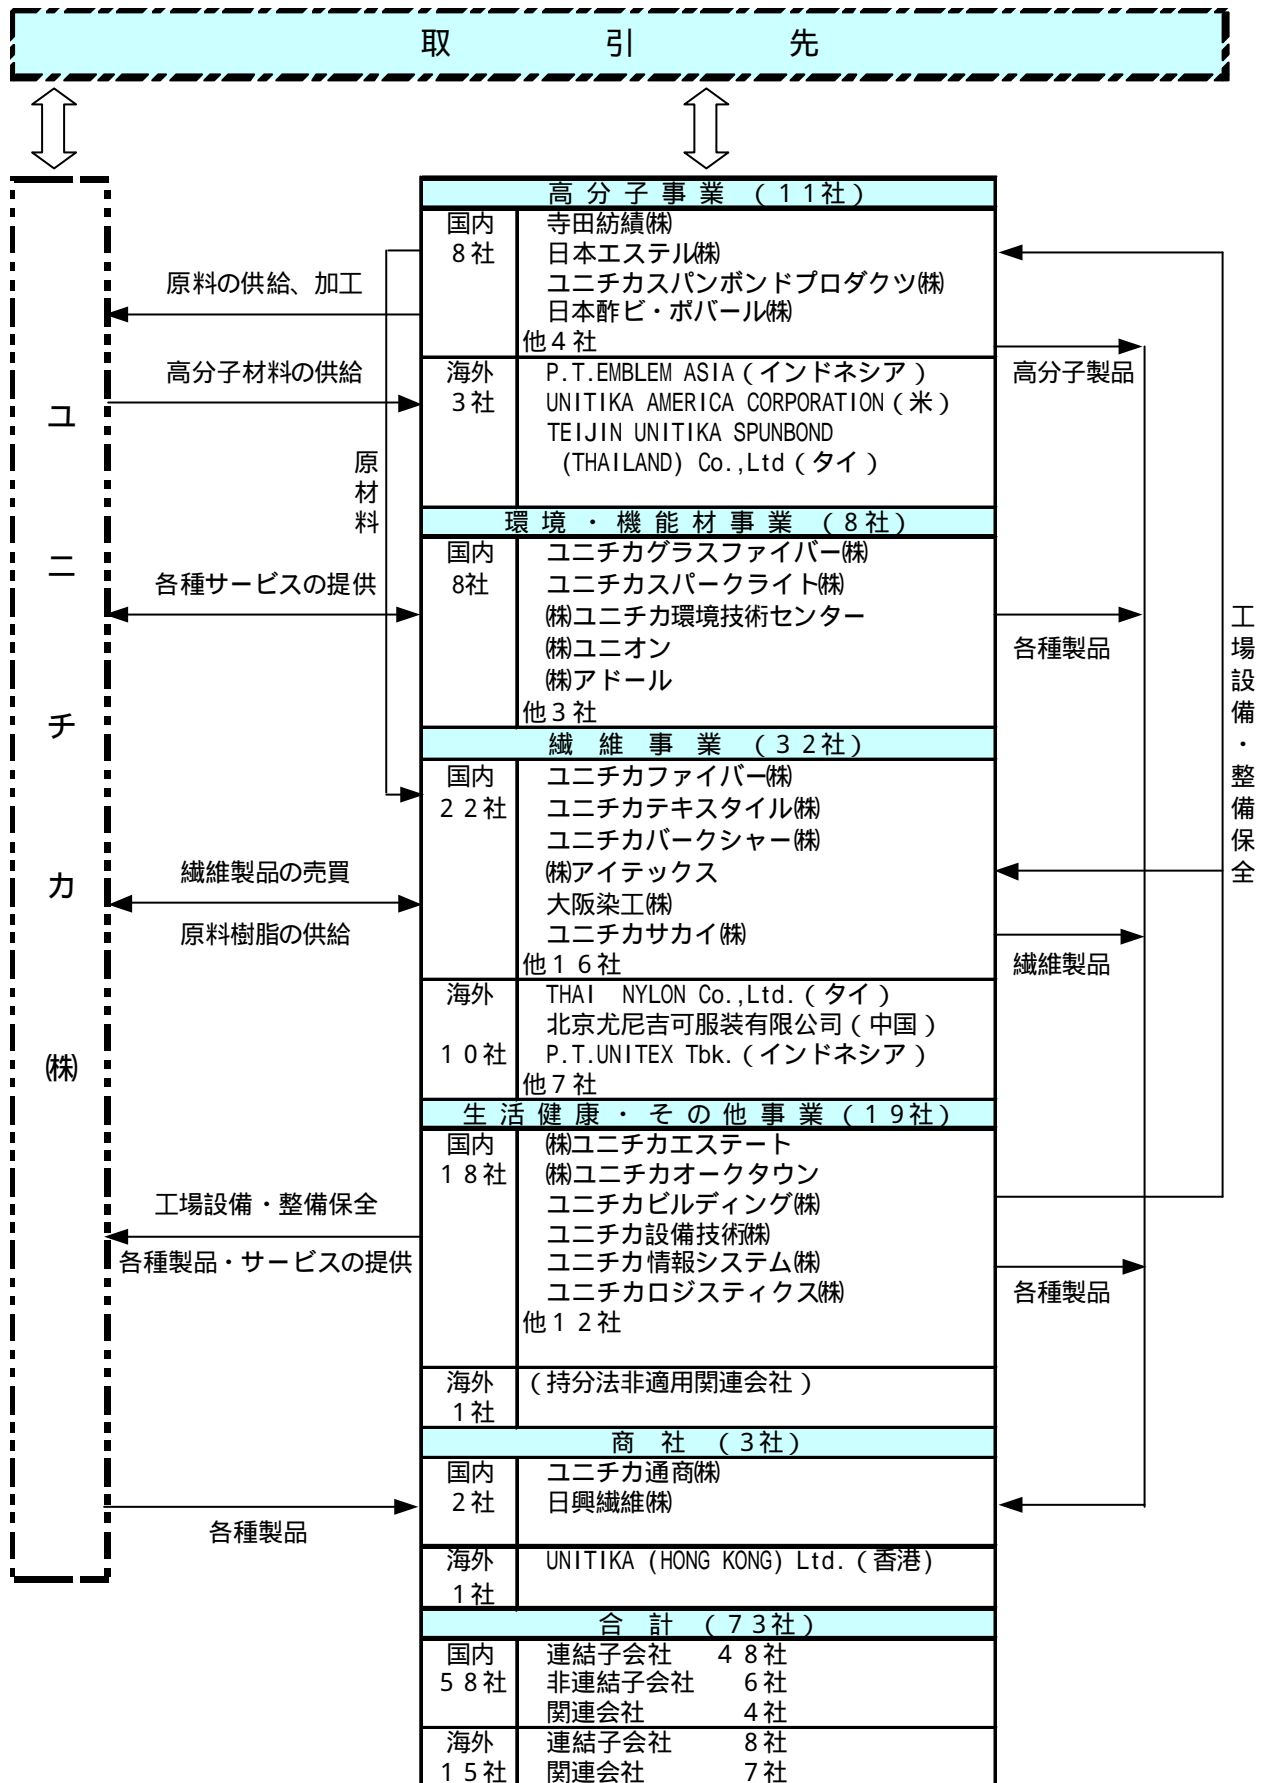 取引先
ユニチカ㈱
原料の供給、加工
高分子材料の供給
原材料
各種サービスの提供
繊維製品の売買
原料樹脂の供給
工場設備・整備保全
各種製品・サービスの提供
各種製品
高分子事業（11社）
国内
8社
寺田紡績㈱
日本エステル㈱
ユニチカスパンボンドプロダクツ㈱
日本酢ビ・ポバール㈱
他4社
海外
3社
P.T.EMBLEM ASIA（インドネシア）
UNITIKA AMERICA CORPORATION（米）
TEIJIN UNITIKA SPUNBOND
(THAILAND) Co.,Ltd（タイ）
環境・機能材事業（8社）
国内
8社
ユニチカグラスファイバー㈱
ユニチカスパークライト㈱
㈱ユニチカ環境技術センター
㈱ユニオン
㈱アドール
他3社
繊維事業（32社）
国内
22社
ユニチカファイバー㈱
ユニチカテキスタイル㈱
ユニチカバークシャー㈱
㈱アイテックス
大阪染工㈱
ユニチカサカイ㈱
他16社
海外
10社
THAI NYLON Co.,Ltd.（タイ）
北京尤尼吉可服装有限公司（中国）
P.T.UNITEX Tbk.（インドネシア）
他7社
生活健康・その他事業（19社）
国内
18社
㈱ユニチカエステート
㈱ユニチカオークタウン
ユニチカビルディング㈱
ユニチカ設備技術㈱
ユニチカ情報システム㈱
ユニチカロジスティクス㈱
他12社
海外
1社
（持分法非適用関連会社）
商社（3社）
国内
2社
ユニチカ通商㈱
日興繊維㈱
海外
1社
UNITIKA (HONG KONG) Ltd.（香港）
合計（73社）
国内
58社
連結子会社 48社
非連結子会社 6社
関連会社 4社
海外
15社
連結子会社 8社
関連会社 7社
高分子製品
各種製品
繊維製品
各種製品
工場設備・整備保全